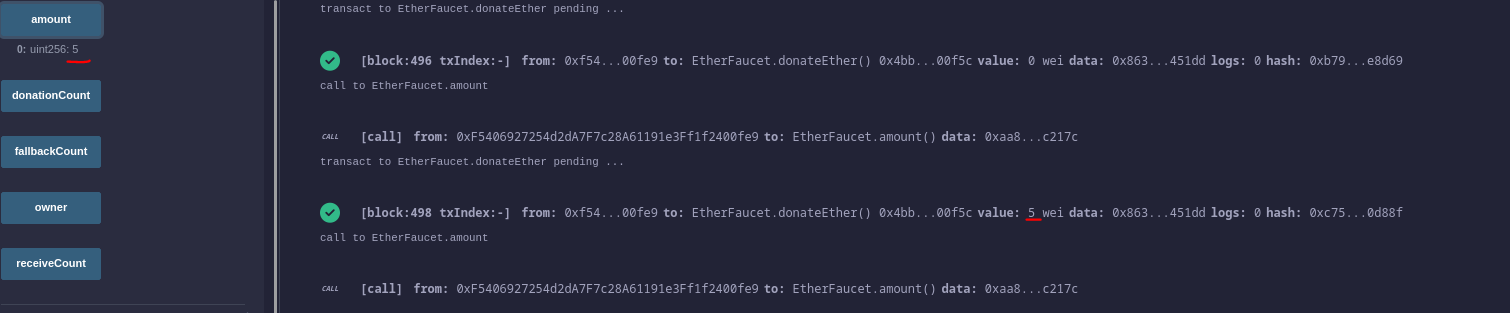 amount
0: uint256: 5
donationCount
fallbackCount
owner
receiveCount
transact to EtherFaucet.donateEther pending ...
[block:496 txIndex:-] from: 0xf54...00fe9 to: EtherFaucet.donateEther() 0x4bb...00f5c value: 0 wei data: 0x863...451dd logs: 0 hash: 0xb79...e8d69
call to EtherFaucet.amount
CALL [call] from: 0xF5406927254d2dA7F7c28A61191e3Ff1f2400fe9 to: EtherFaucet.amount() data: 0xaa8...c217c
transact to EtherFaucet.donateEther pending ...
[block:498 txIndex:-] from: 0xf54...00fe9 to: EtherFaucet.donateEther() 0x4bb...00f5c value: 5 wei data: 0x863...451dd logs: 0 hash: 0xc75...0d88f
call to EtherFaucet.amount
CALL [call] from: 0xF5406927254d2dA7F7c28A61191e3Ff1f2400fe9 to: EtherFaucet.amount() data: 0xaa8...c217c